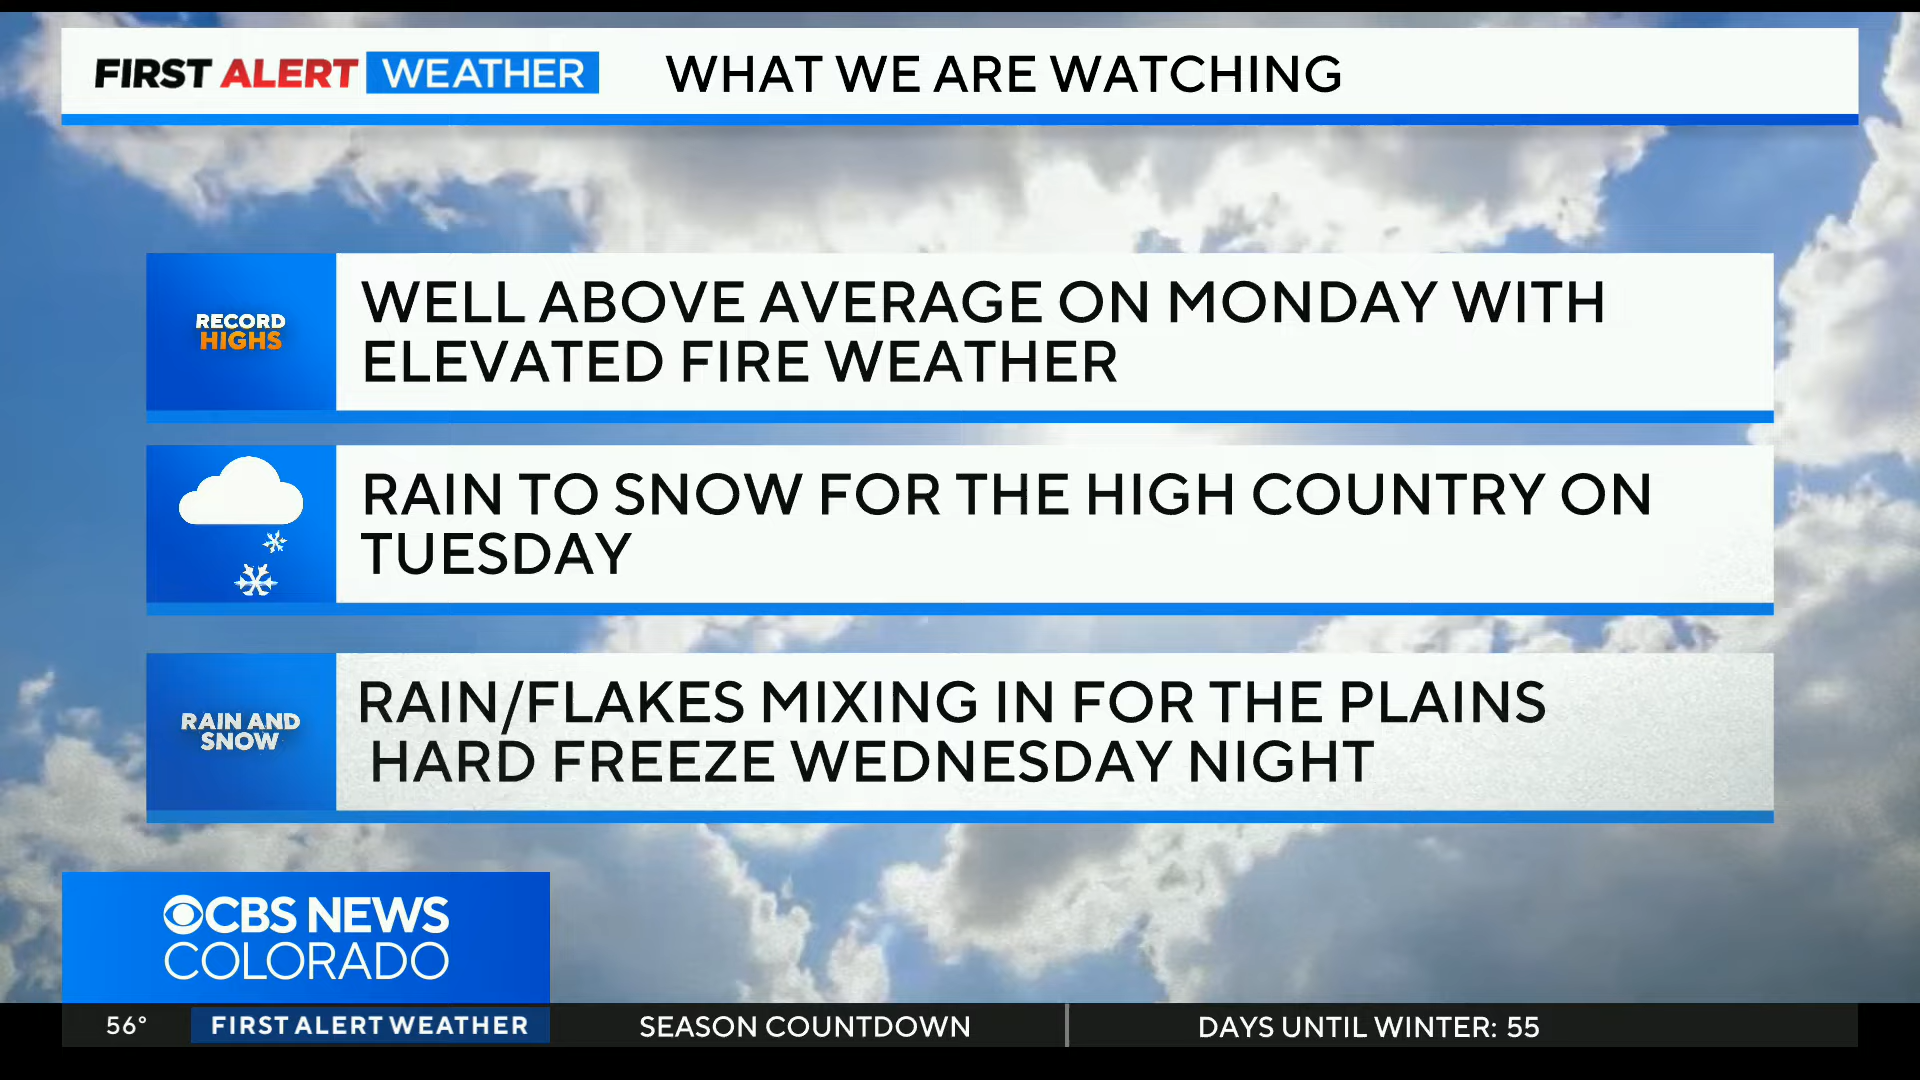 FIRST ALERT WEATHER WHAT WE ARE WATCHING
RECORD
HIGHS
WELL ABOVE AVERAGE ON MONDAY WITH
ELEVATED FIRE WEATHER
RAIN TO SNOW FOR THE HIGH COUNTRY ON
TUESDAY
RAIN AND
SNOW
RAIN/FLAKES MIXING IN FOR THE PLAINS
HARD FREEZE WEDNESDAY NIGHT
CBS NEWS
COLORADO
56° FIRST ALERT WEATHER SEASON COUNTDOWN DAYS UNTIL WINTER: 55